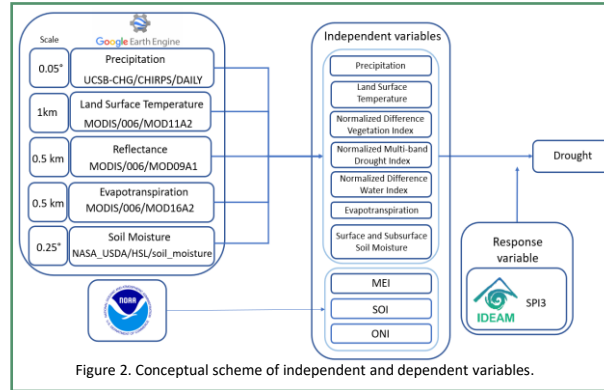 Scale
Google Earth Engine
0.05°
Precipitation
UCSB-CHG/CHIRPS/DAILY
1km
Land Surface Temperature
MODIS/006/MOD11A2
0.5 km
Reflectance
MODIS/006/MOD09A1
0.5 km
Evapotranspiration
MODIS/006/MOD16A2
0.25°
Soil Moisture
NASA_USDA/HSL/soil_moisture
NOAA
Independent variables
Precipitation
Land Surface
Temperature
Normalized Difference
Vegetation Index
Normalized Multi-band
Drought Index
Normalized Difference
Water Index
Evapotranspiration
Surface and Subsurface
Soil Moisture
MEI
SOI
ONI
Drought
Response
variable
IDEAM
SPI3
Figure 2. Conceptual scheme of independent and dependent variables.